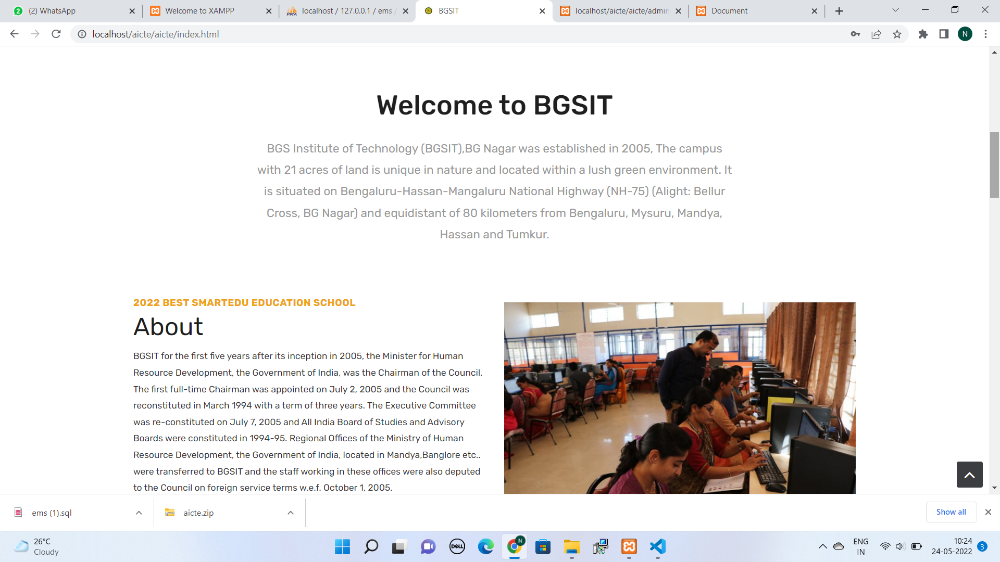 (2) WhatsApp
Welcome to XAMPP
localhost / 127.0.0.1 / ems /
BGSIT
localhost/aicte/aicte/admin
Document
localhost/aicte/aicte/index.html
N
Welcome to BGSIT
BGS Institute of Technology (BGSIT),BG Nagar was established in 2005, The campus
with 21 acres of land is unique in nature and located within a lush green environment. It
is situated on Bengaluru-Hassan-Mangaluru National Highway (NH-75) (Alight: Bellur
Cross, BG Nagar) and equidistant of 80 kilometers from Bengaluru, Mysuru, Mandya,
Hassan and Tumkur.
2022 BEST SMARTEDU EDUCATION SCHOOL
About
BGSIT for the first five years after its inception in 2005, the Minister for Human
Resource Development, the Government of India, was the Chairman of the Council.
The first full-time Chairman was appointed on July 2, 2005 and the Council was
reconstituted in March 1994 with a term of three years. The Executive Committee
was re-constituted on July 7, 2005 and All India Board of Studies and Advisory
Boards were constituted in 1994-95. Regional Offices of the Ministry of Human
Resource Development, the Government of India, located in Mandya,Banglore etc..
were transferred to BGSIT and the staff working in these offices were also deputed
to the Council on foreign service terms w.e.f. October 1, 2005.
ems (1).sql
aicte.zip
Show all
26°C
Cloudy
DELL
N
ENG
IN
10:24
24-05-2022
3